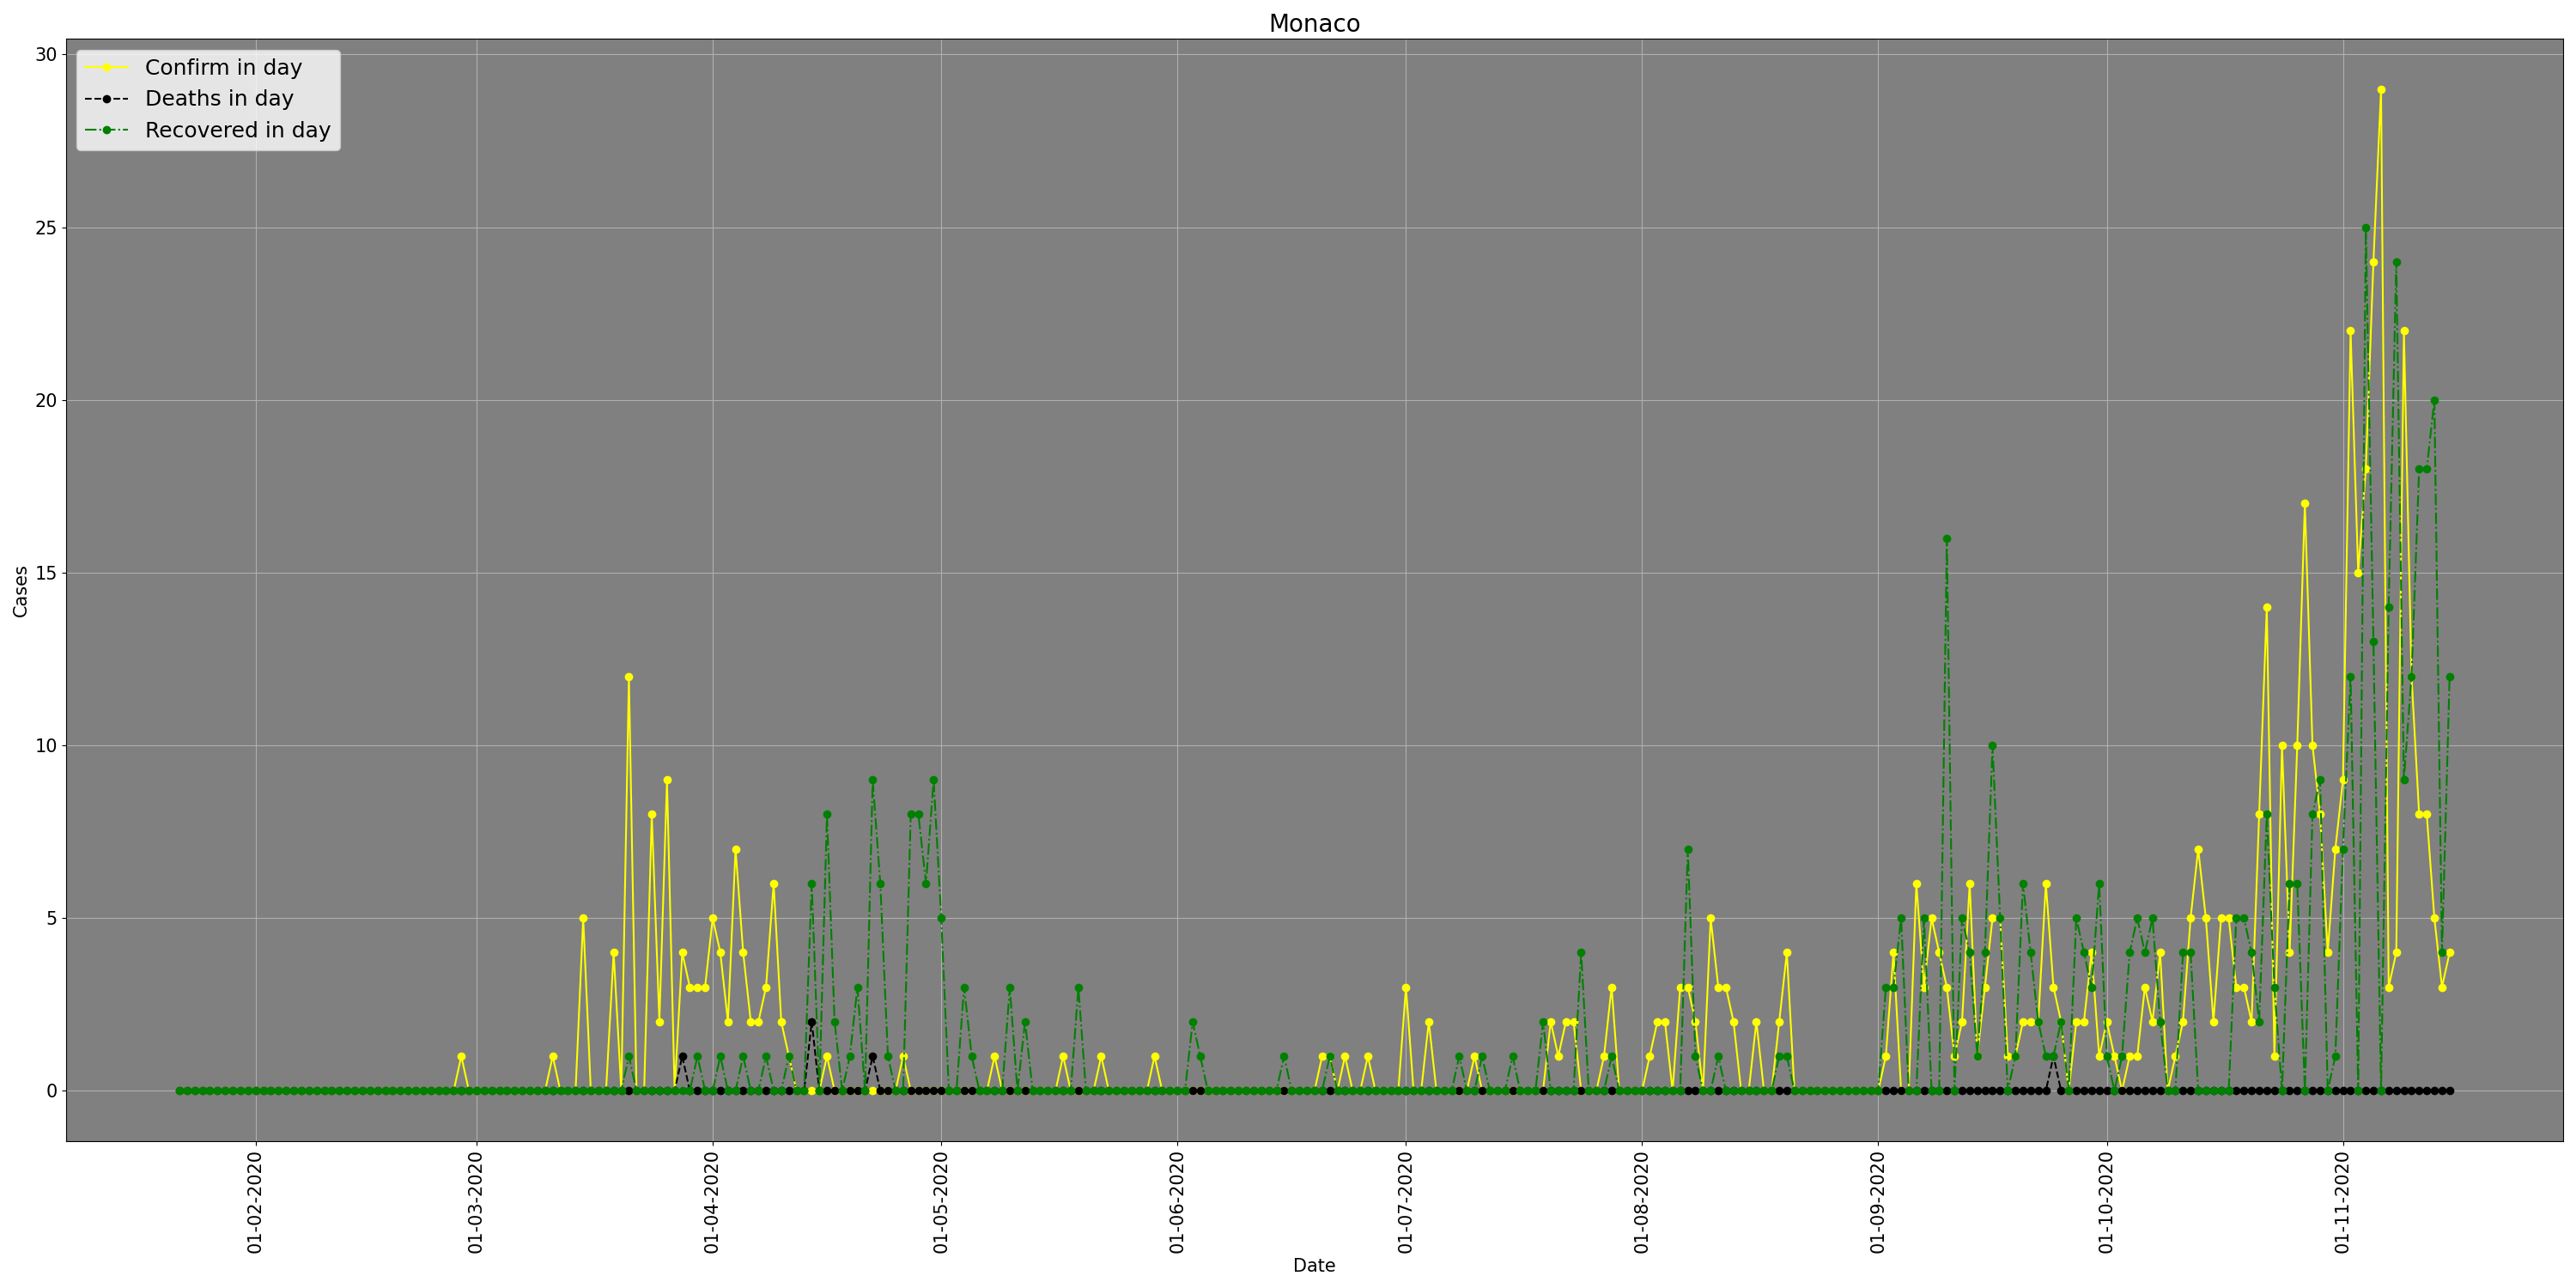 Monaco
Confirm in day
Deaths in day
Recovered in day
30
25
20
15
10
5
0
Cases
01-02-2020
01-03-2020
01-04-2020
01-05-2020
01-06-2020
01-07-2020
01-08-2020
01-09-2020
01-10-2020
01-11-2020
Date